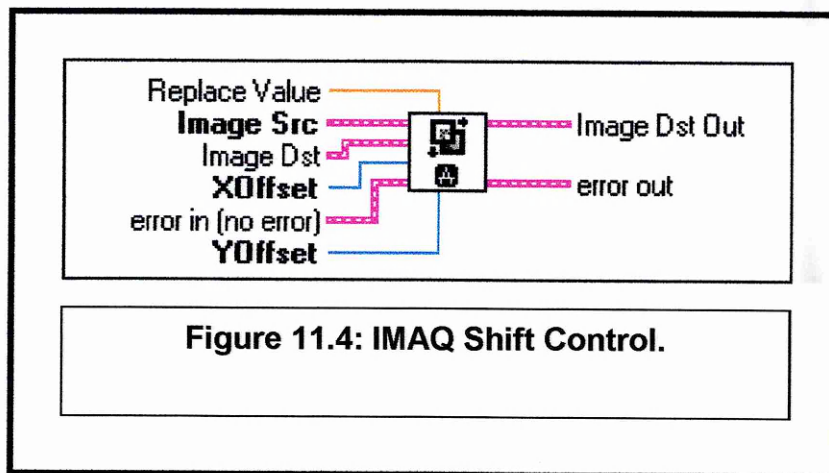 Replace Value
Image Src
Image Dst
XOffset
error in (no error)
YOffset
Image Dst Out
error out
Figure 11.4: IMAQ Shift Control.